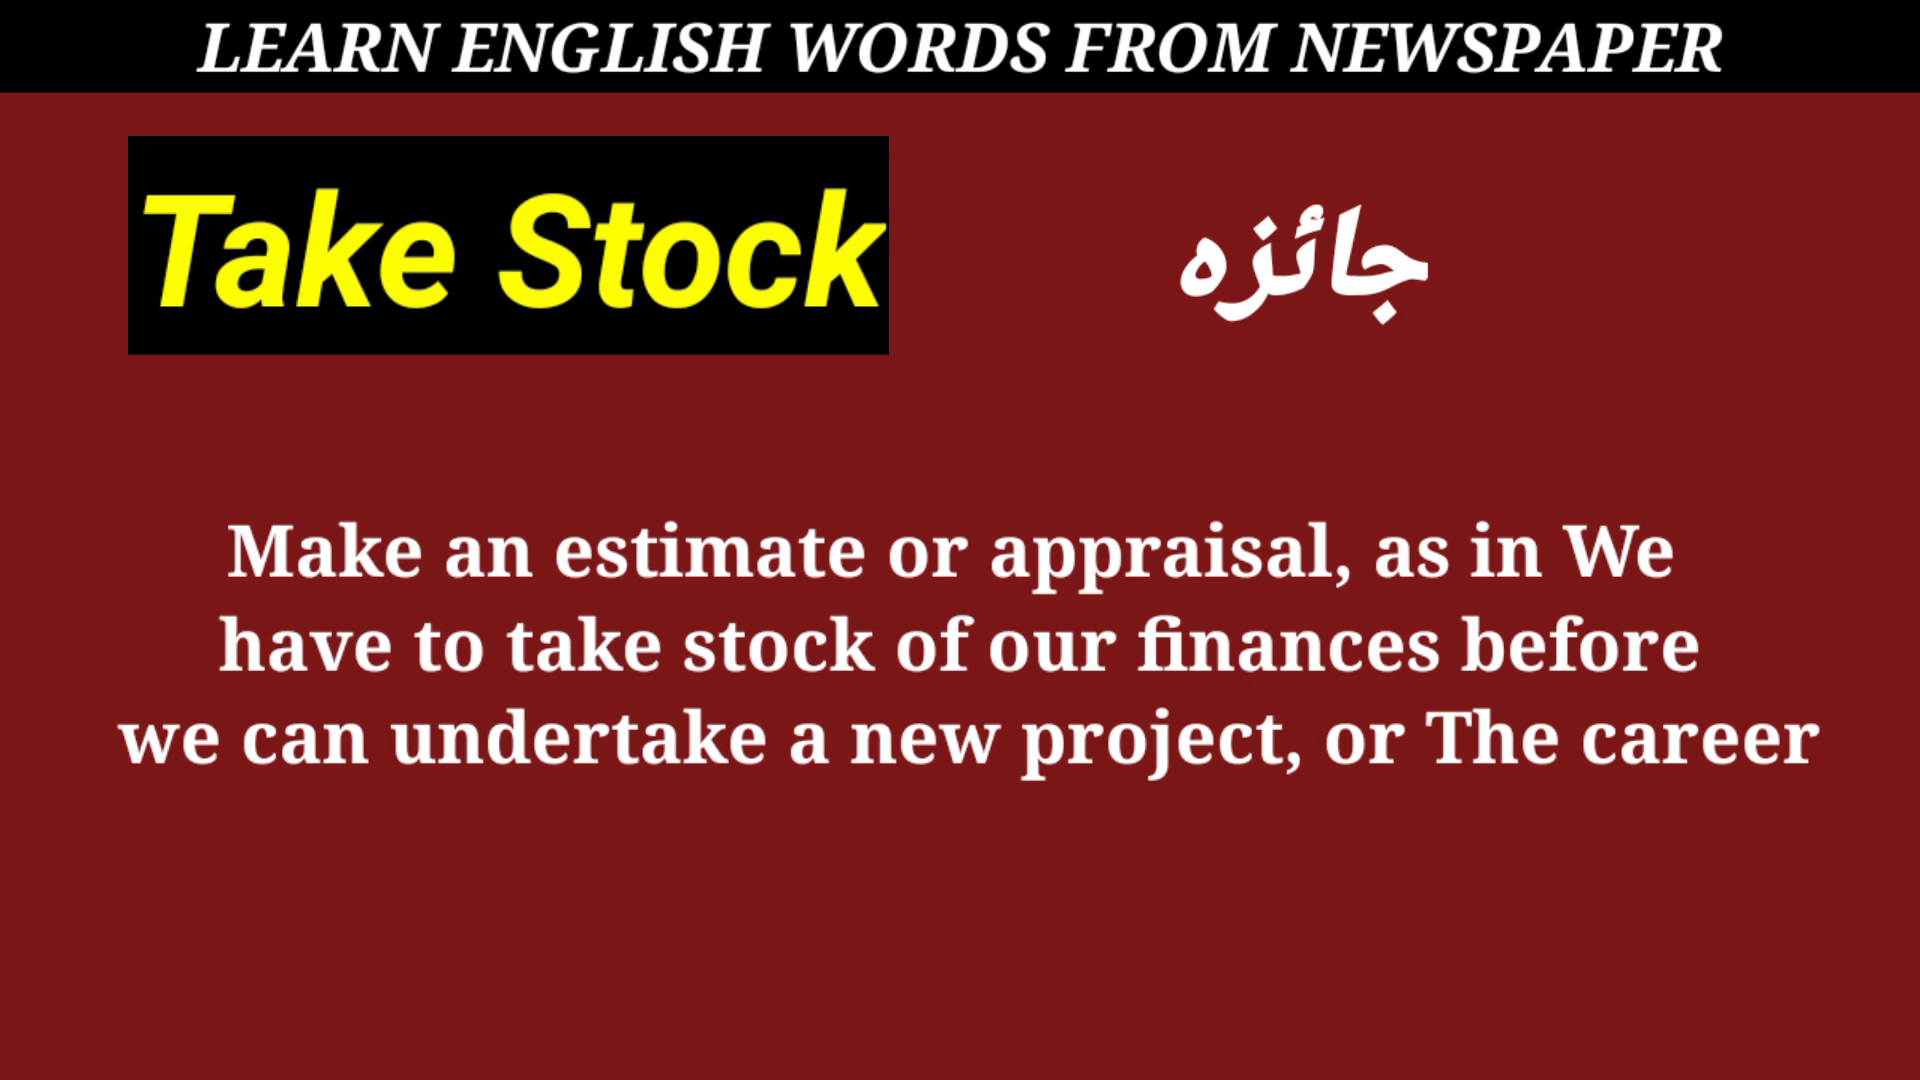 LEARN ENGLISH WORDS FROM NEWSPAPER
Take Stock
جائزہ
Make an estimate or appraisal, as in We
have to take stock of our finances before
we can undertake a new project, or The career